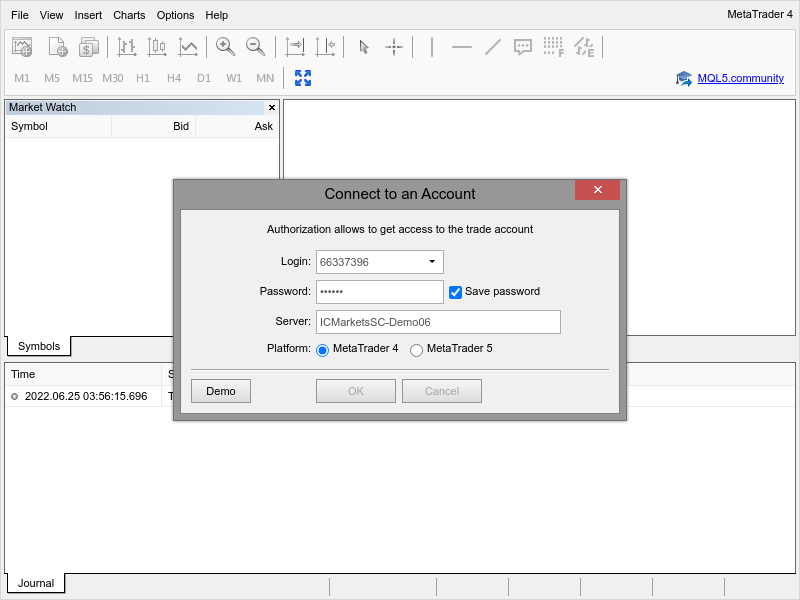 File View Insert Charts Options Help MetaTrader 4
M1 M5 M15 M30 H1 H4 D1 W1 MN MQL5.community
Market Watch
Symbol Bid Ask
Connect to an Account
Authorization allows to get access to the trade account
Login: 66337396
Password: •••••• Save password
Server: ICMarketsSC-Demo06
Platform: MetaTrader 4 MetaTrader 5
Demo OK Cancel
Symbols
Time
2022.06.25 03:56:15.696
Journal